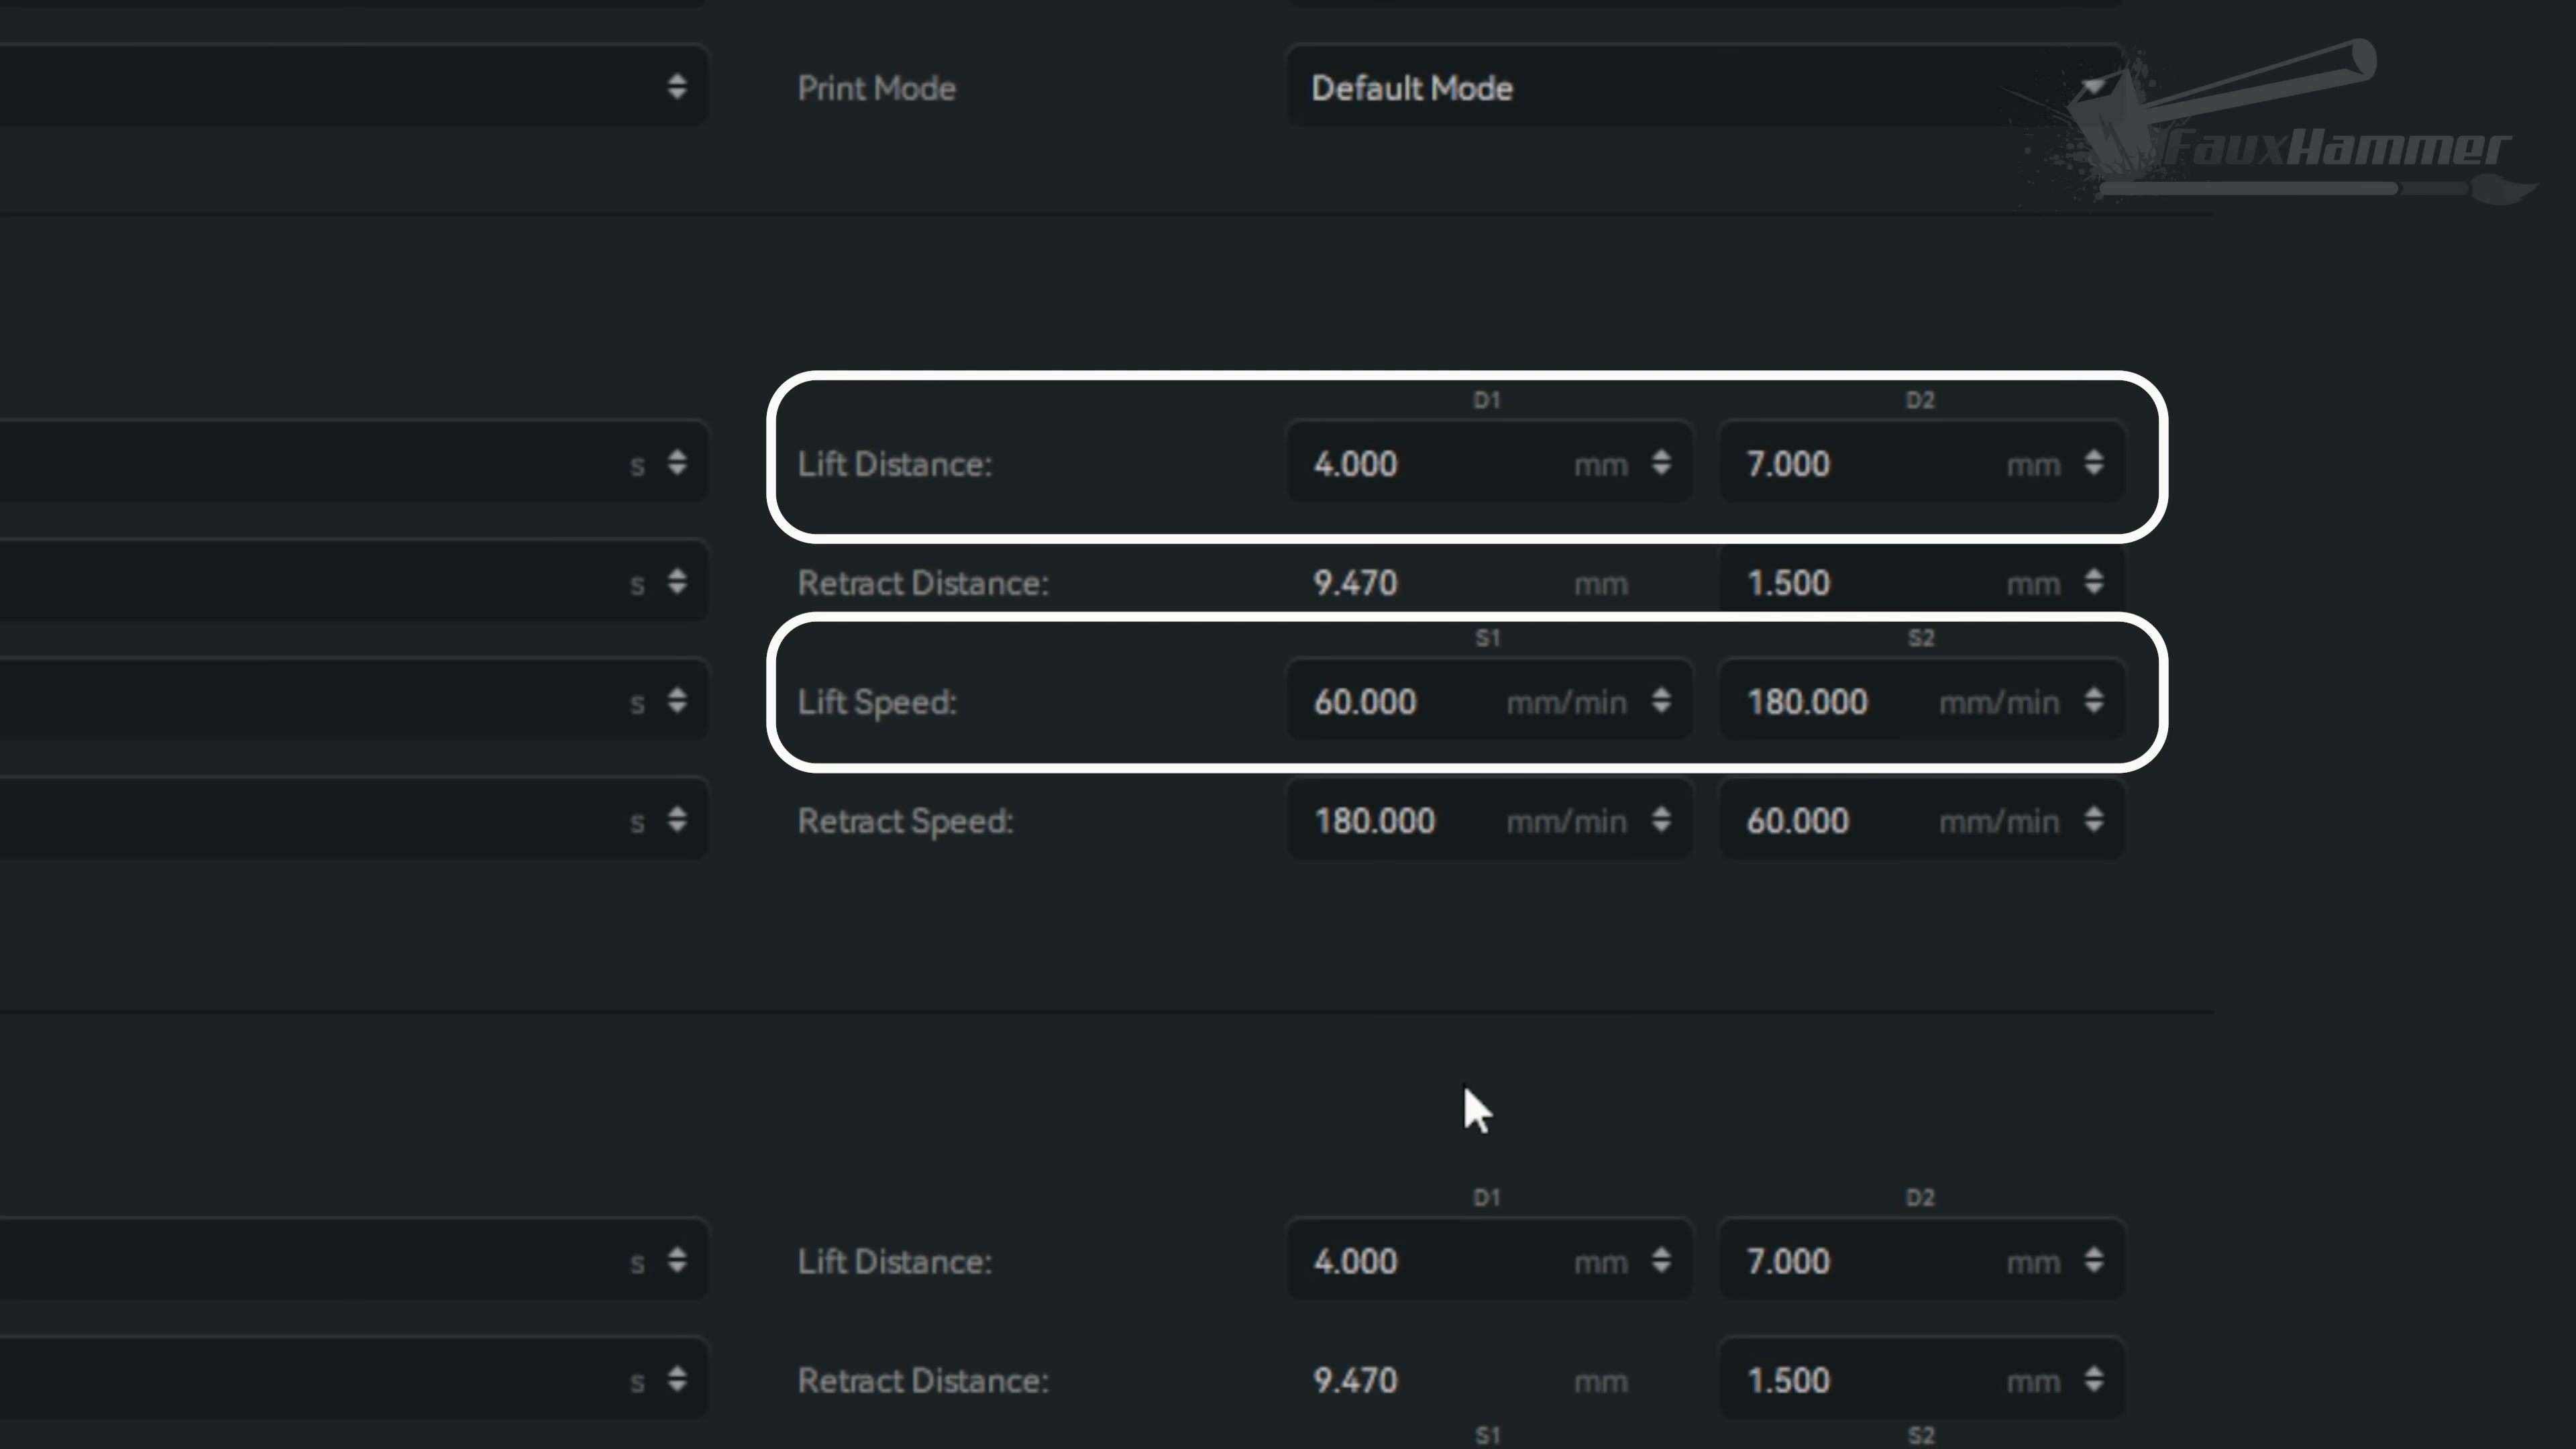 Print Mode Default Mode
FauxHammer
D1 D2
s Lift Distance: 4.000 mm 7.000 mm
s Retract Distance: 9.470 mm 1.500 mm
S1 S2
s Lift Speed: 60.000 mm/min 180.000 mm/min
s Retract Speed: 180.000 mm/min 60.000 mm/min
D1 D2
s Lift Distance: 4.000 mm 7.000 mm
s Retract Distance: 9.470 mm 1.500 mm
S1 S2